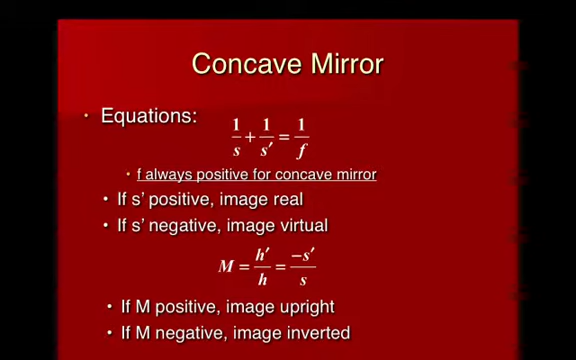 Concave Mirror
• Equations:
1/s + 1/s′ = 1/f
• f always positive for concave mirror
• If s’ positive, image real
• If s’ negative, image virtual
M = h′/h = −s′/s
• If M positive, image upright
• If M negative, image inverted